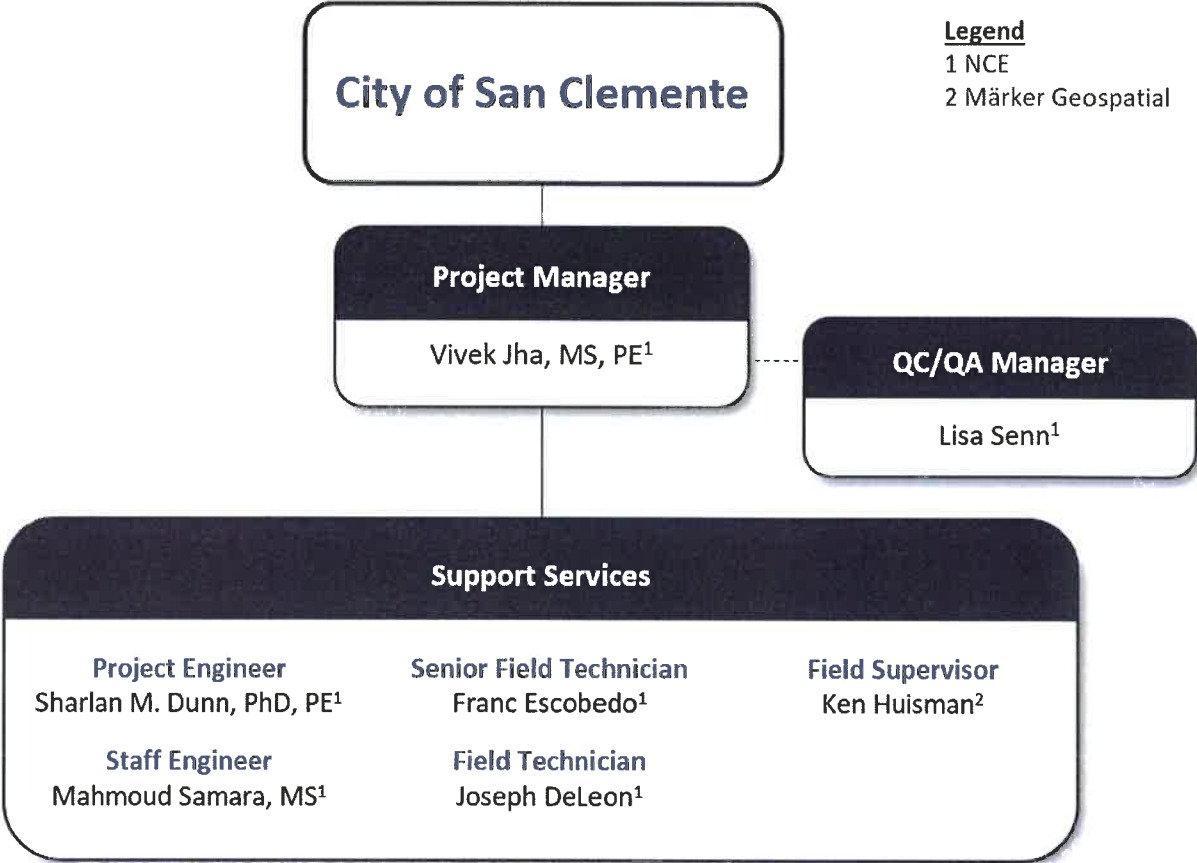 Legend
1 NCE
2 Märker Geospatial
City of San Clemente
Project Manager
Vivek Jha, MS, PE¹
QC/QA Manager
Lisa Senn¹
Support Services
Project Engineer
Sharlan M. Dunn, PhD, PE¹
Staff Engineer
Mahmoud Samara, MS¹
Senior Field Technician
Franc Escobedo¹
Field Technician
Joseph DeLeon¹
Field Supervisor
Ken Huisman²